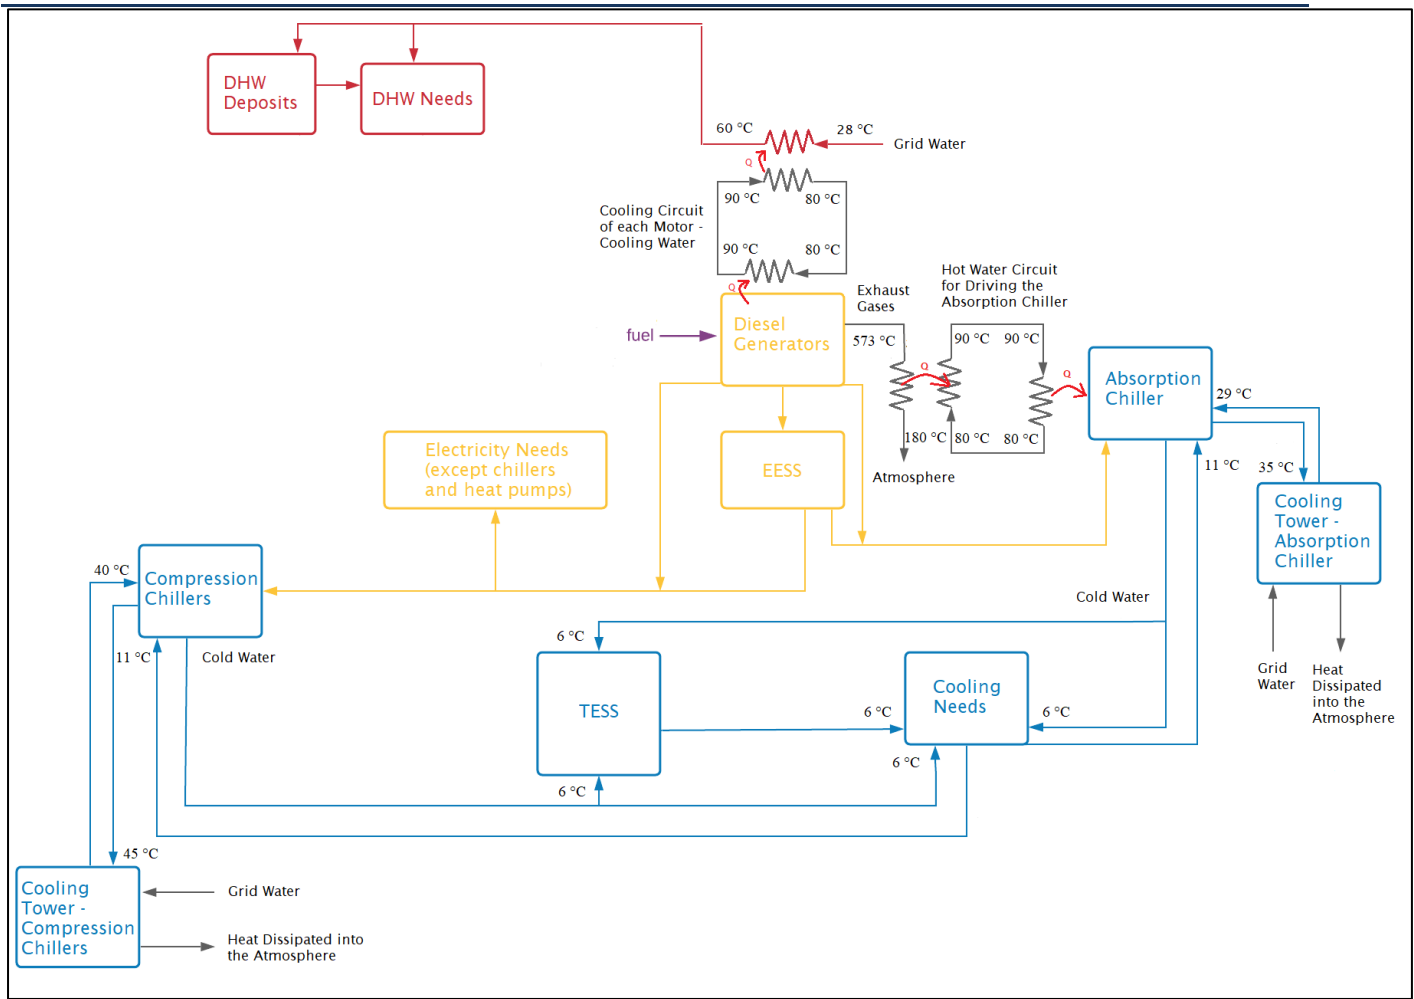 DHW
Deposits
DHW Needs
60 °C
28 °C
Grid Water
Q
90 °C
80 °C
Cooling Circuit
of each Motor -
Cooling Water
90 °C
80 °C
Q
Hot Water Circuit
for Driving the
Absorption Chiller
Exhaust
Gases
fuel
Diesel
Generators
573 °C
90 °C
90 °C
Q
Q
Absorption
Chiller
29 °C
180 °C
80 °C
80 °C
Atmosphere
11 °C
35 °C
Electricity Needs
(except chillers
and heat pumps)
EESS
Cooling
Tower -
Absorption
Chiller
40 °C
Compression
Chillers
Cold Water
11 °C
Cold Water
6 °C
TESS
Cooling
Needs
6 °C
6 °C
6 °C
6 °C
Grid
Water
Heat
Dissipated
into the
Atmosphere
45 °C
Cooling
Tower -
Compression
Chillers
Grid Water
Heat Dissipated into
the Atmosphere